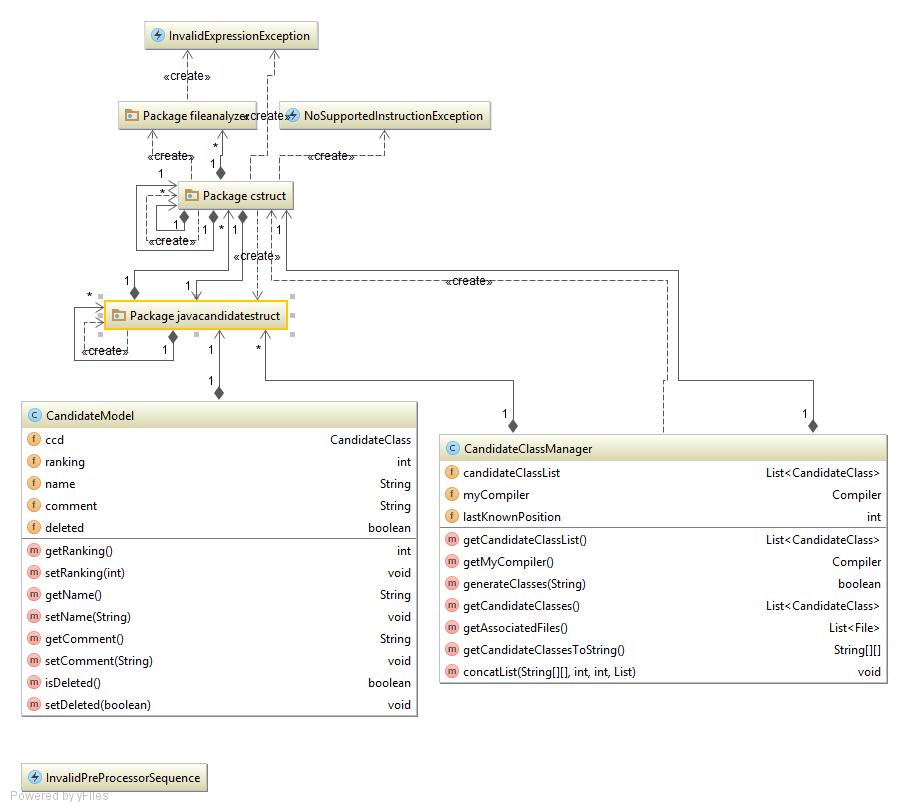 InvalidExpressionException
«create»
Package fileanalyzer
«create»
NoSupportedInstructionException
«create»
*
«create»
1
1
*
Package cstruct
1
1
*
1
1
«create»
«create»
1
1
«create»
*
Package javacandidatestruct
«create»
1
1
*
1
1
1
CandidateModel
ccd CandidateClass
ranking int
name String
comment String
deleted boolean
getRanking() int
setRanking(int) void
getName() String
setName(String) void
getComment() String
setComment(String) void
isDeleted() boolean
setDeleted(boolean) void
CandidateClassManager
candidateClassList List<CandidateClass>
myCompiler Compiler
lastKnownPosition int
getCandidateClassList() List<CandidateClass>
getMyCompiler() Compiler
generateClasses(String) boolean
getCandidateClasses() List<CandidateClass>
getAssociatedFiles() List<File>
getCandidateClassesToString() String[][]
concatList(String[][], int, int, List) void
InvalidPreProcessorSequence
Powered by yFiles